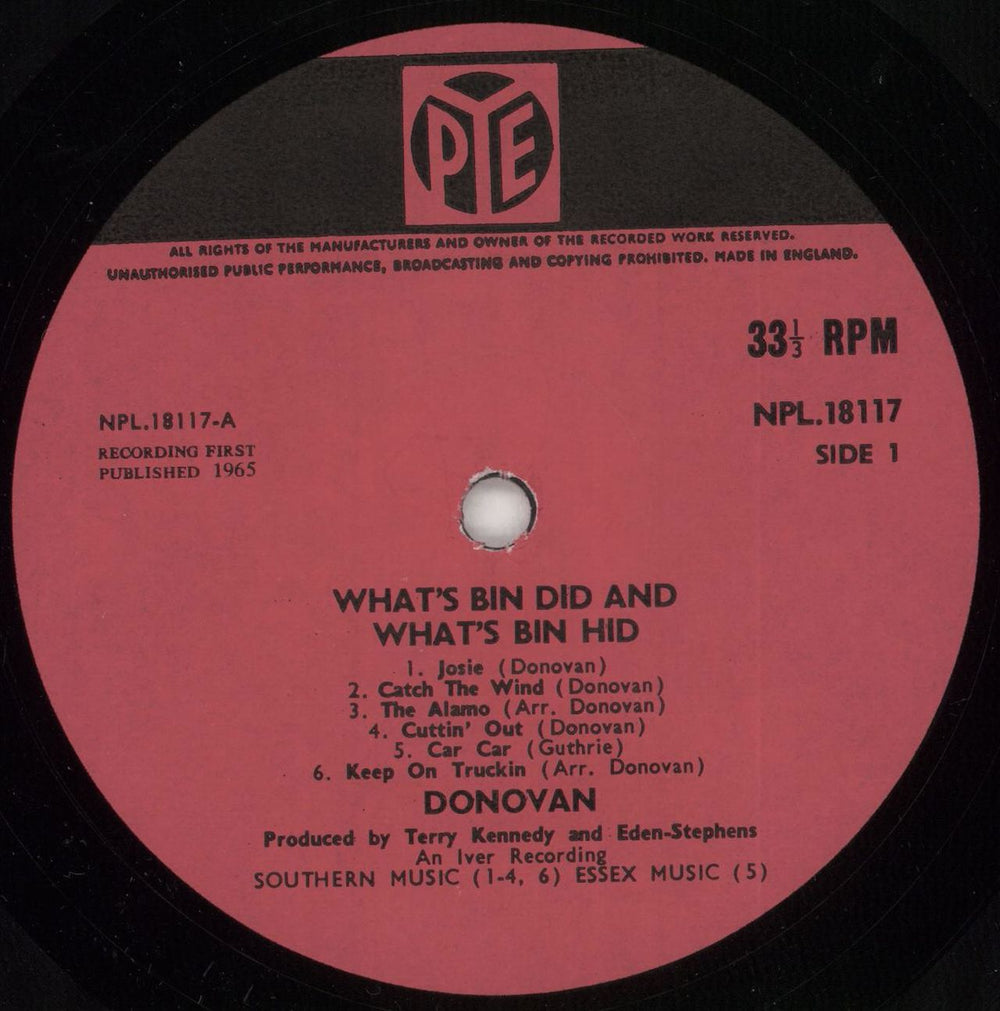 PYE
ALL RIGHTS OF THE MANUFACTURERS AND OWNER OF THE RECORDED WORK RESERVED.
UNAUTHORISED PUBLIC PERFORMANCE, BROADCASTING AND COPYING PROHIBITED. MADE IN ENGLAND.
33⅓ RPM
NPL.18117-A
NPL.18117
RECORDING FIRST
SIDE 1
PUBLISHED 1965
WHAT'S BIN DID AND
WHAT'S BIN HID
1. Josie (Donovan)
2. Catch The Wind (Donovan)
3. The Alamo (Arr. Donovan)
4. Cuttin' Out (Donovan)
5. Car Car (Guthrie)
6. Keep On Truckin (Arr. Donovan)
DONOVAN
Produced by Terry Kennedy and Eden-Stephens
An Iver Recording
SOUTHERN MUSIC (1-4, 6) ESSEX MUSIC (5)